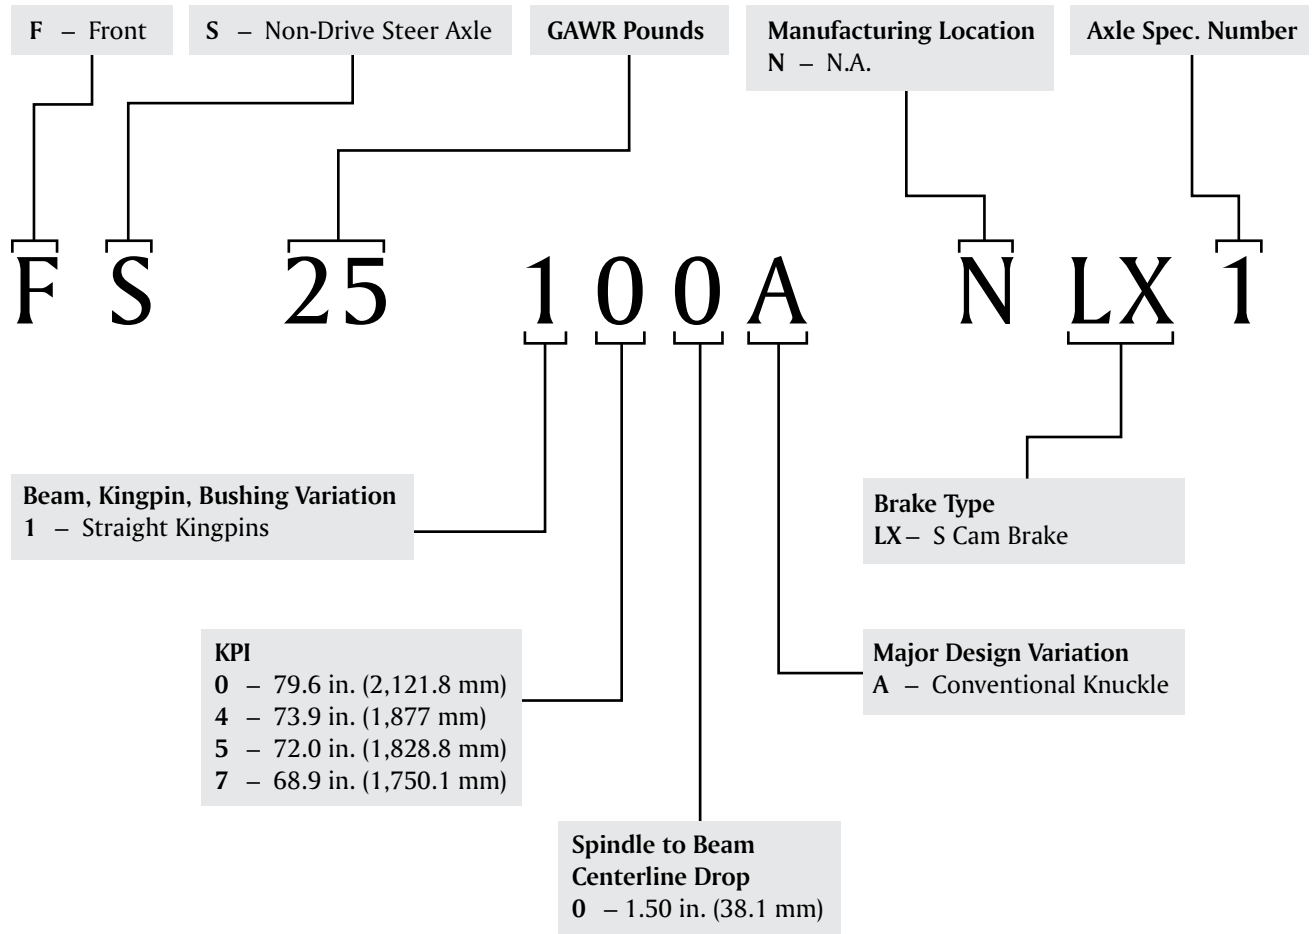 F – Front
S – Non-Drive Steer Axle
GAWR Pounds
Manufacturing Location
N – N.A.
Axle Spec. Number
F S 25 1 0 0 A N LX 1
Beam, Kingpin, Bushing Variation
1 – Straight Kingpins
Brake Type
LX – S Cam Brake
KPI
0 – 79.6 in. (2,121.8 mm)
4 – 73.9 in. (1,877 mm)
5 – 72.0 in. (1,828.8 mm)
7 – 68.9 in. (1,750.1 mm)
Major Design Variation
A – Conventional Knuckle
Spindle to Beam
Centerline Drop
0 – 1.50 in. (38.1 mm)